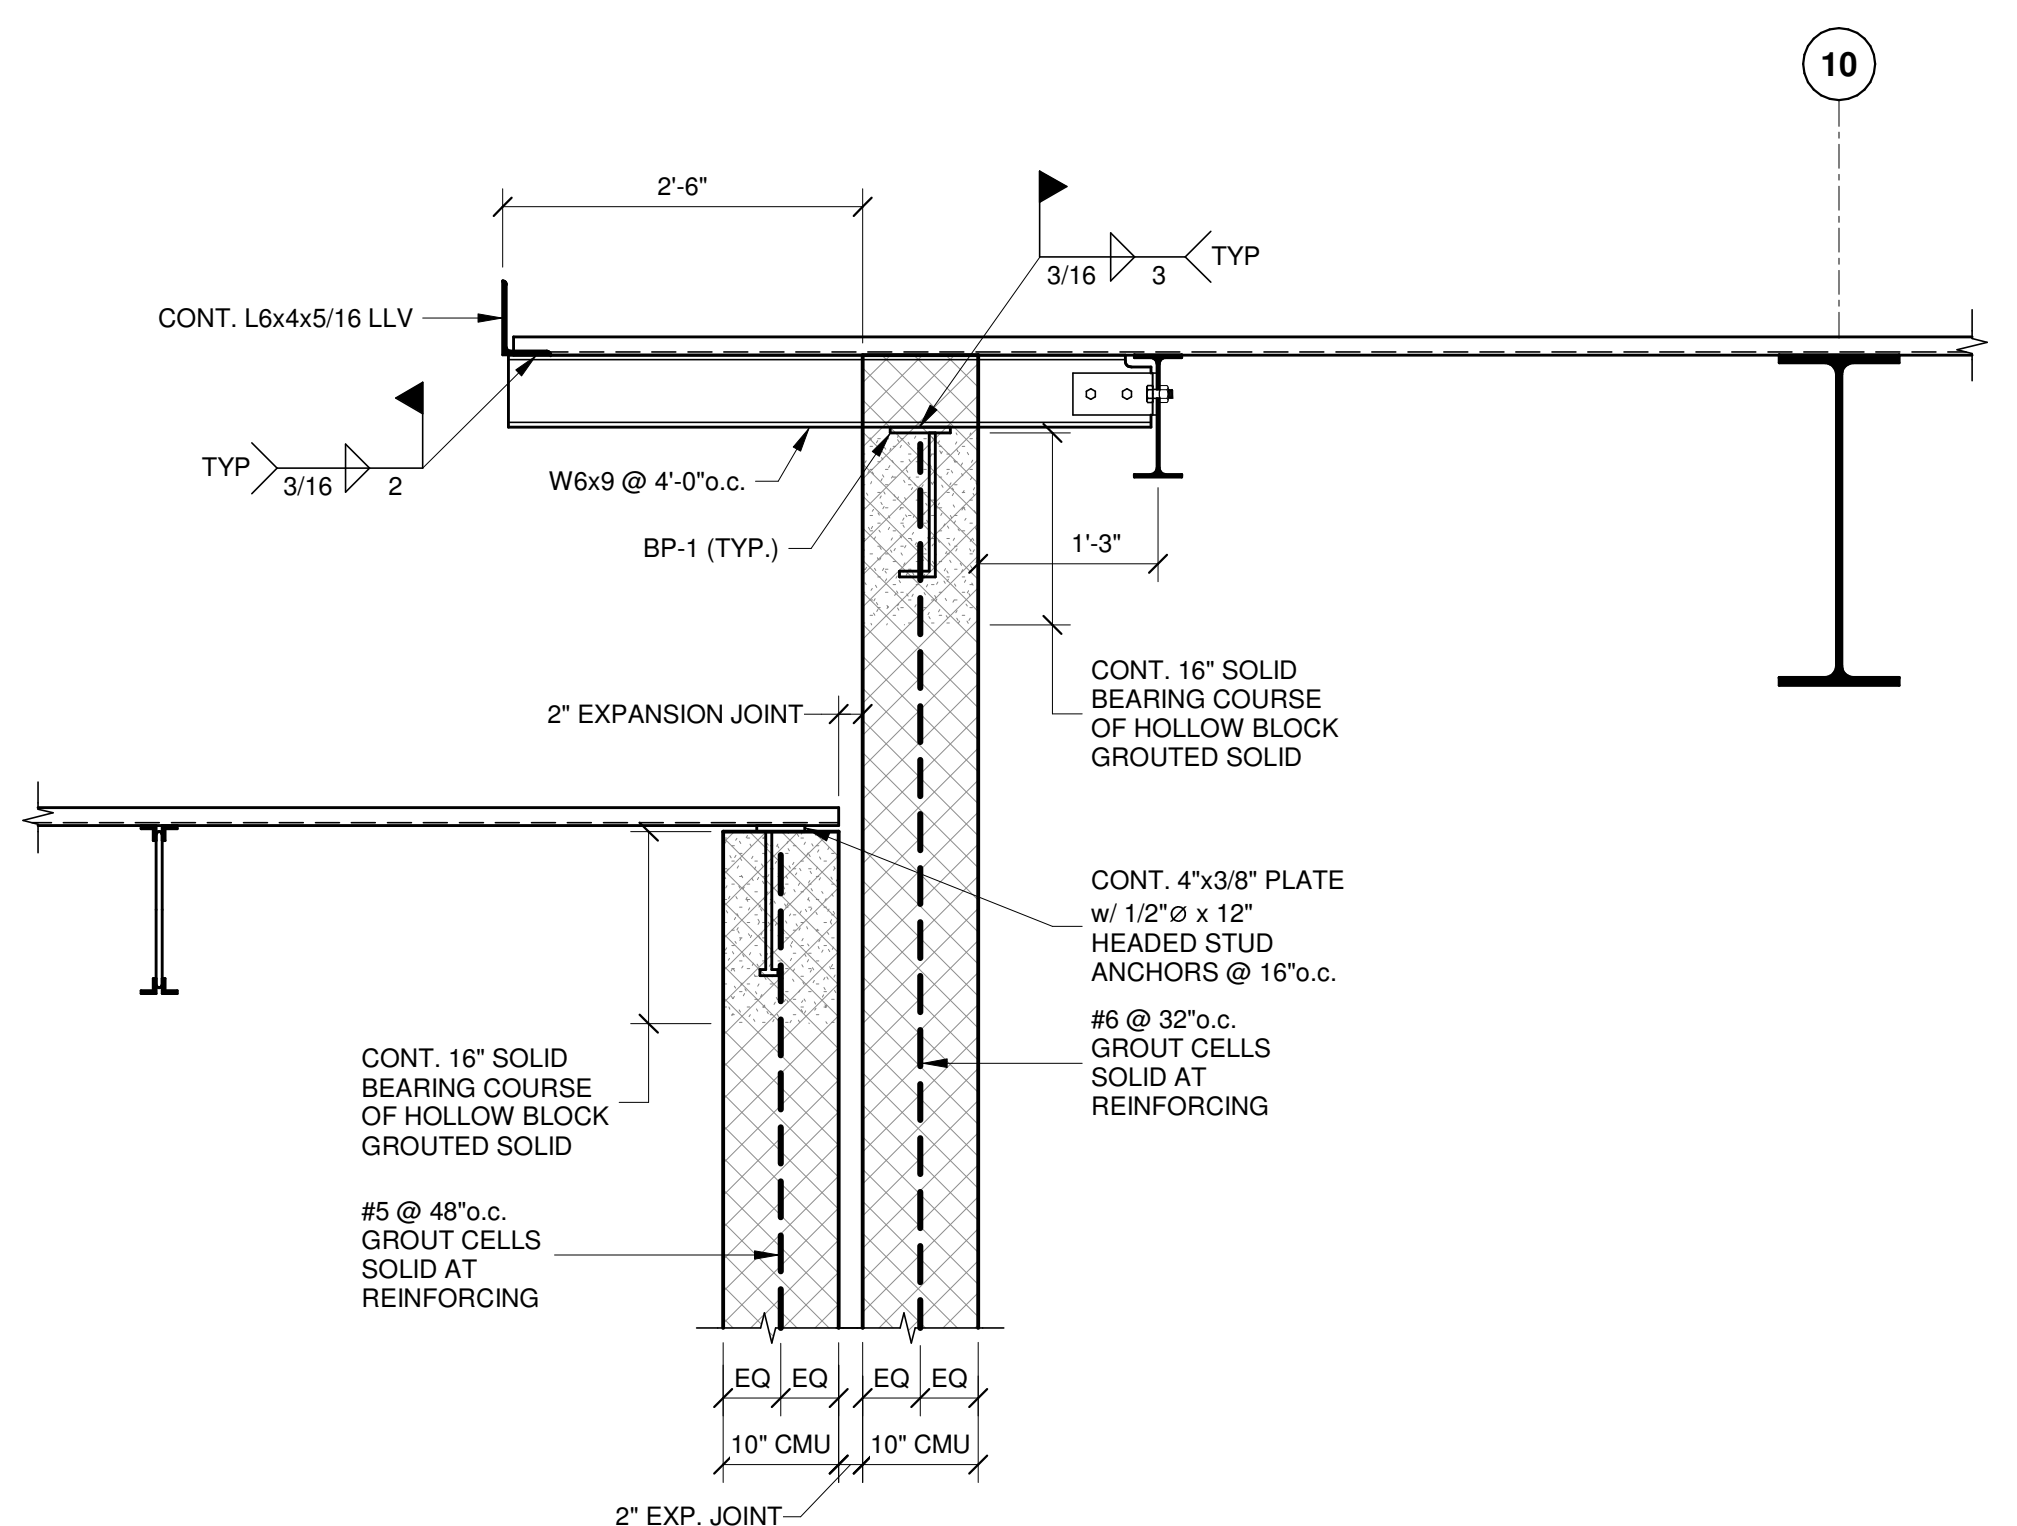 10
2'-6"
3/16
3
TYP
CONT. L6x4x5/16 LLV
TYP
3/16
2
W6x9 @ 4'-0"o.c.
BP-1 (TYP.)
1'-3"
CONT. 16" SOLID
BEARING COURSE
OF HOLLOW BLOCK
GROUTED SOLID
2" EXPANSION JOINT
CONT. 4"x3/8" PLATE
w/ 1/2"Ø x 12"
HEADED STUD
ANCHORS @ 16"o.c.
#6 @ 32"o.c.
GROUT CELLS
SOLID AT
REINFORCING
CONT. 16" SOLID
BEARING COURSE
OF HOLLOW BLOCK
GROUTED SOLID
#5 @ 48"o.c.
GROUT CELLS
SOLID AT
REINFORCING
EQ EQ EQ EQ
10" CMU 10" CMU
2" EXP. JOINT